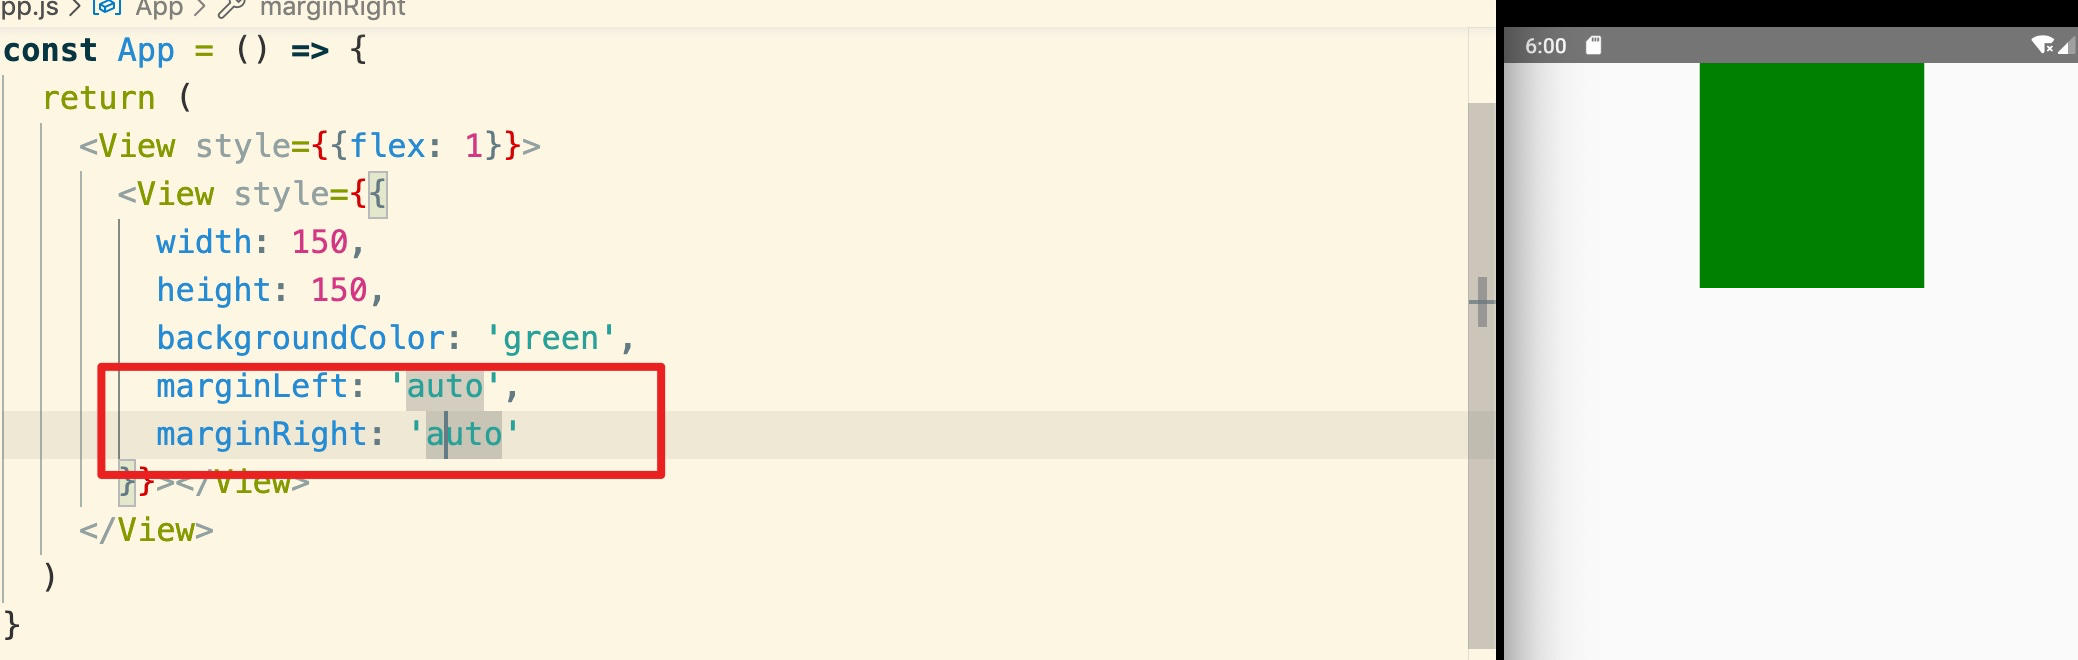 pp.js > App > marginRight
const App = () => {
return (
<View style={{flex: 1}}>
<View style={{
width: 150,
height: 150,
backgroundColor: 'green',
marginLeft: 'auto',
marginRight: 'auto'
}}></View>
</View>
)
}
6:00